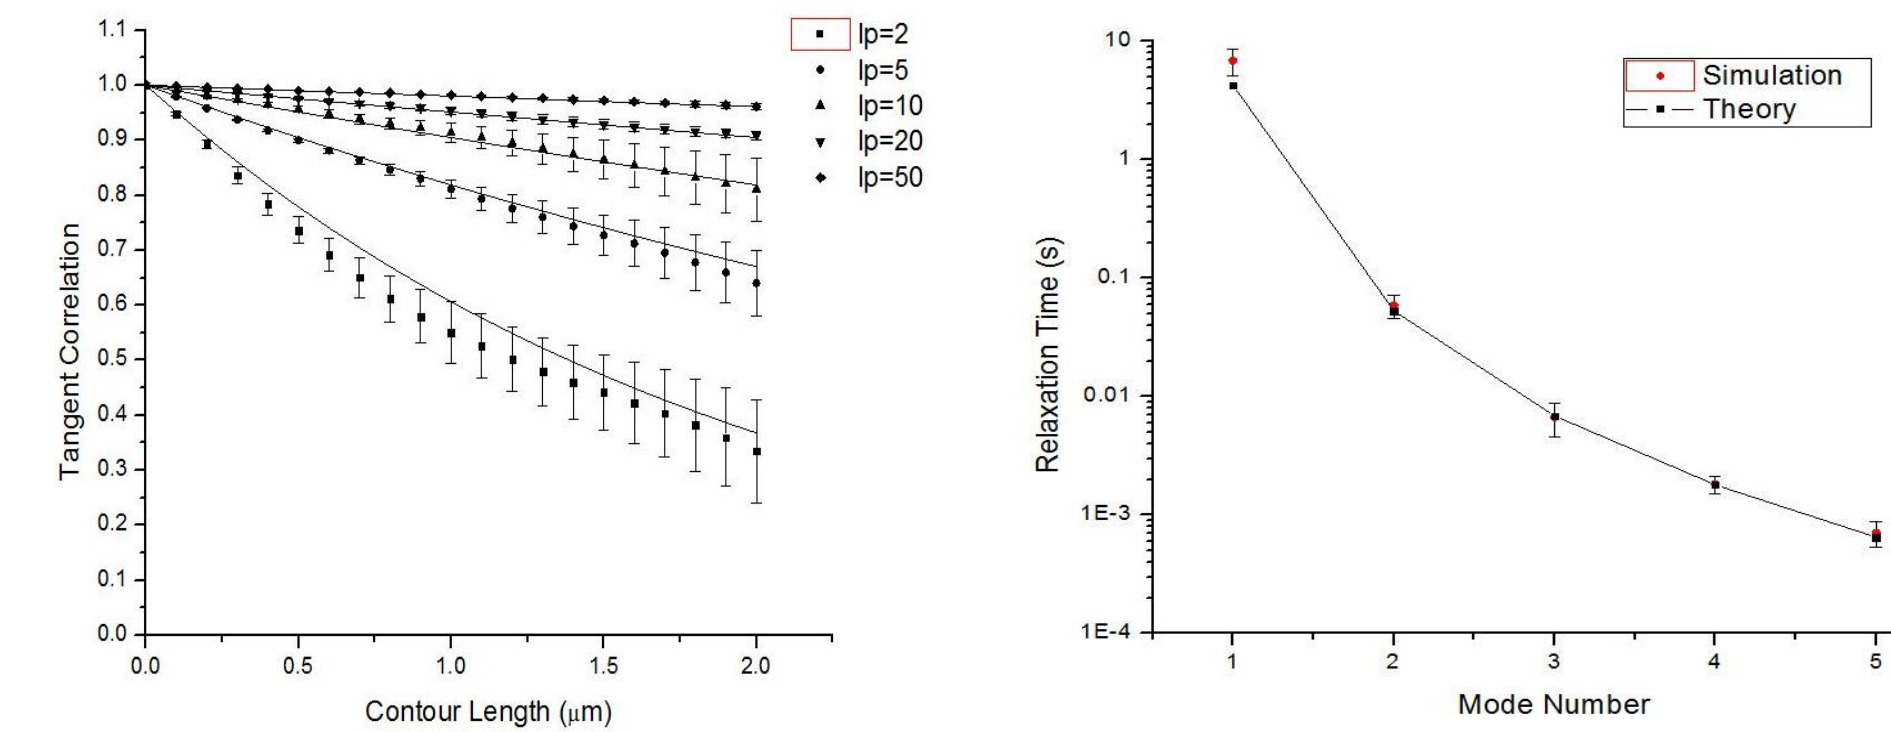 1.1
1.0
0.9
0.8
0.7
0.6
0.5
0.4
0.3
0.2
0.1
0.0
Tangent Correlation
0.0 0.5 1.0 1.5 2.0
Contour Length (μm)
lp=2
lp=5
lp=10
lp=20
lp=50
10
1
0.1
0.01
1E-3
1E-4
Relaxation Time (s)
1 2 3 4 5
Mode Number
Simulation
Theory